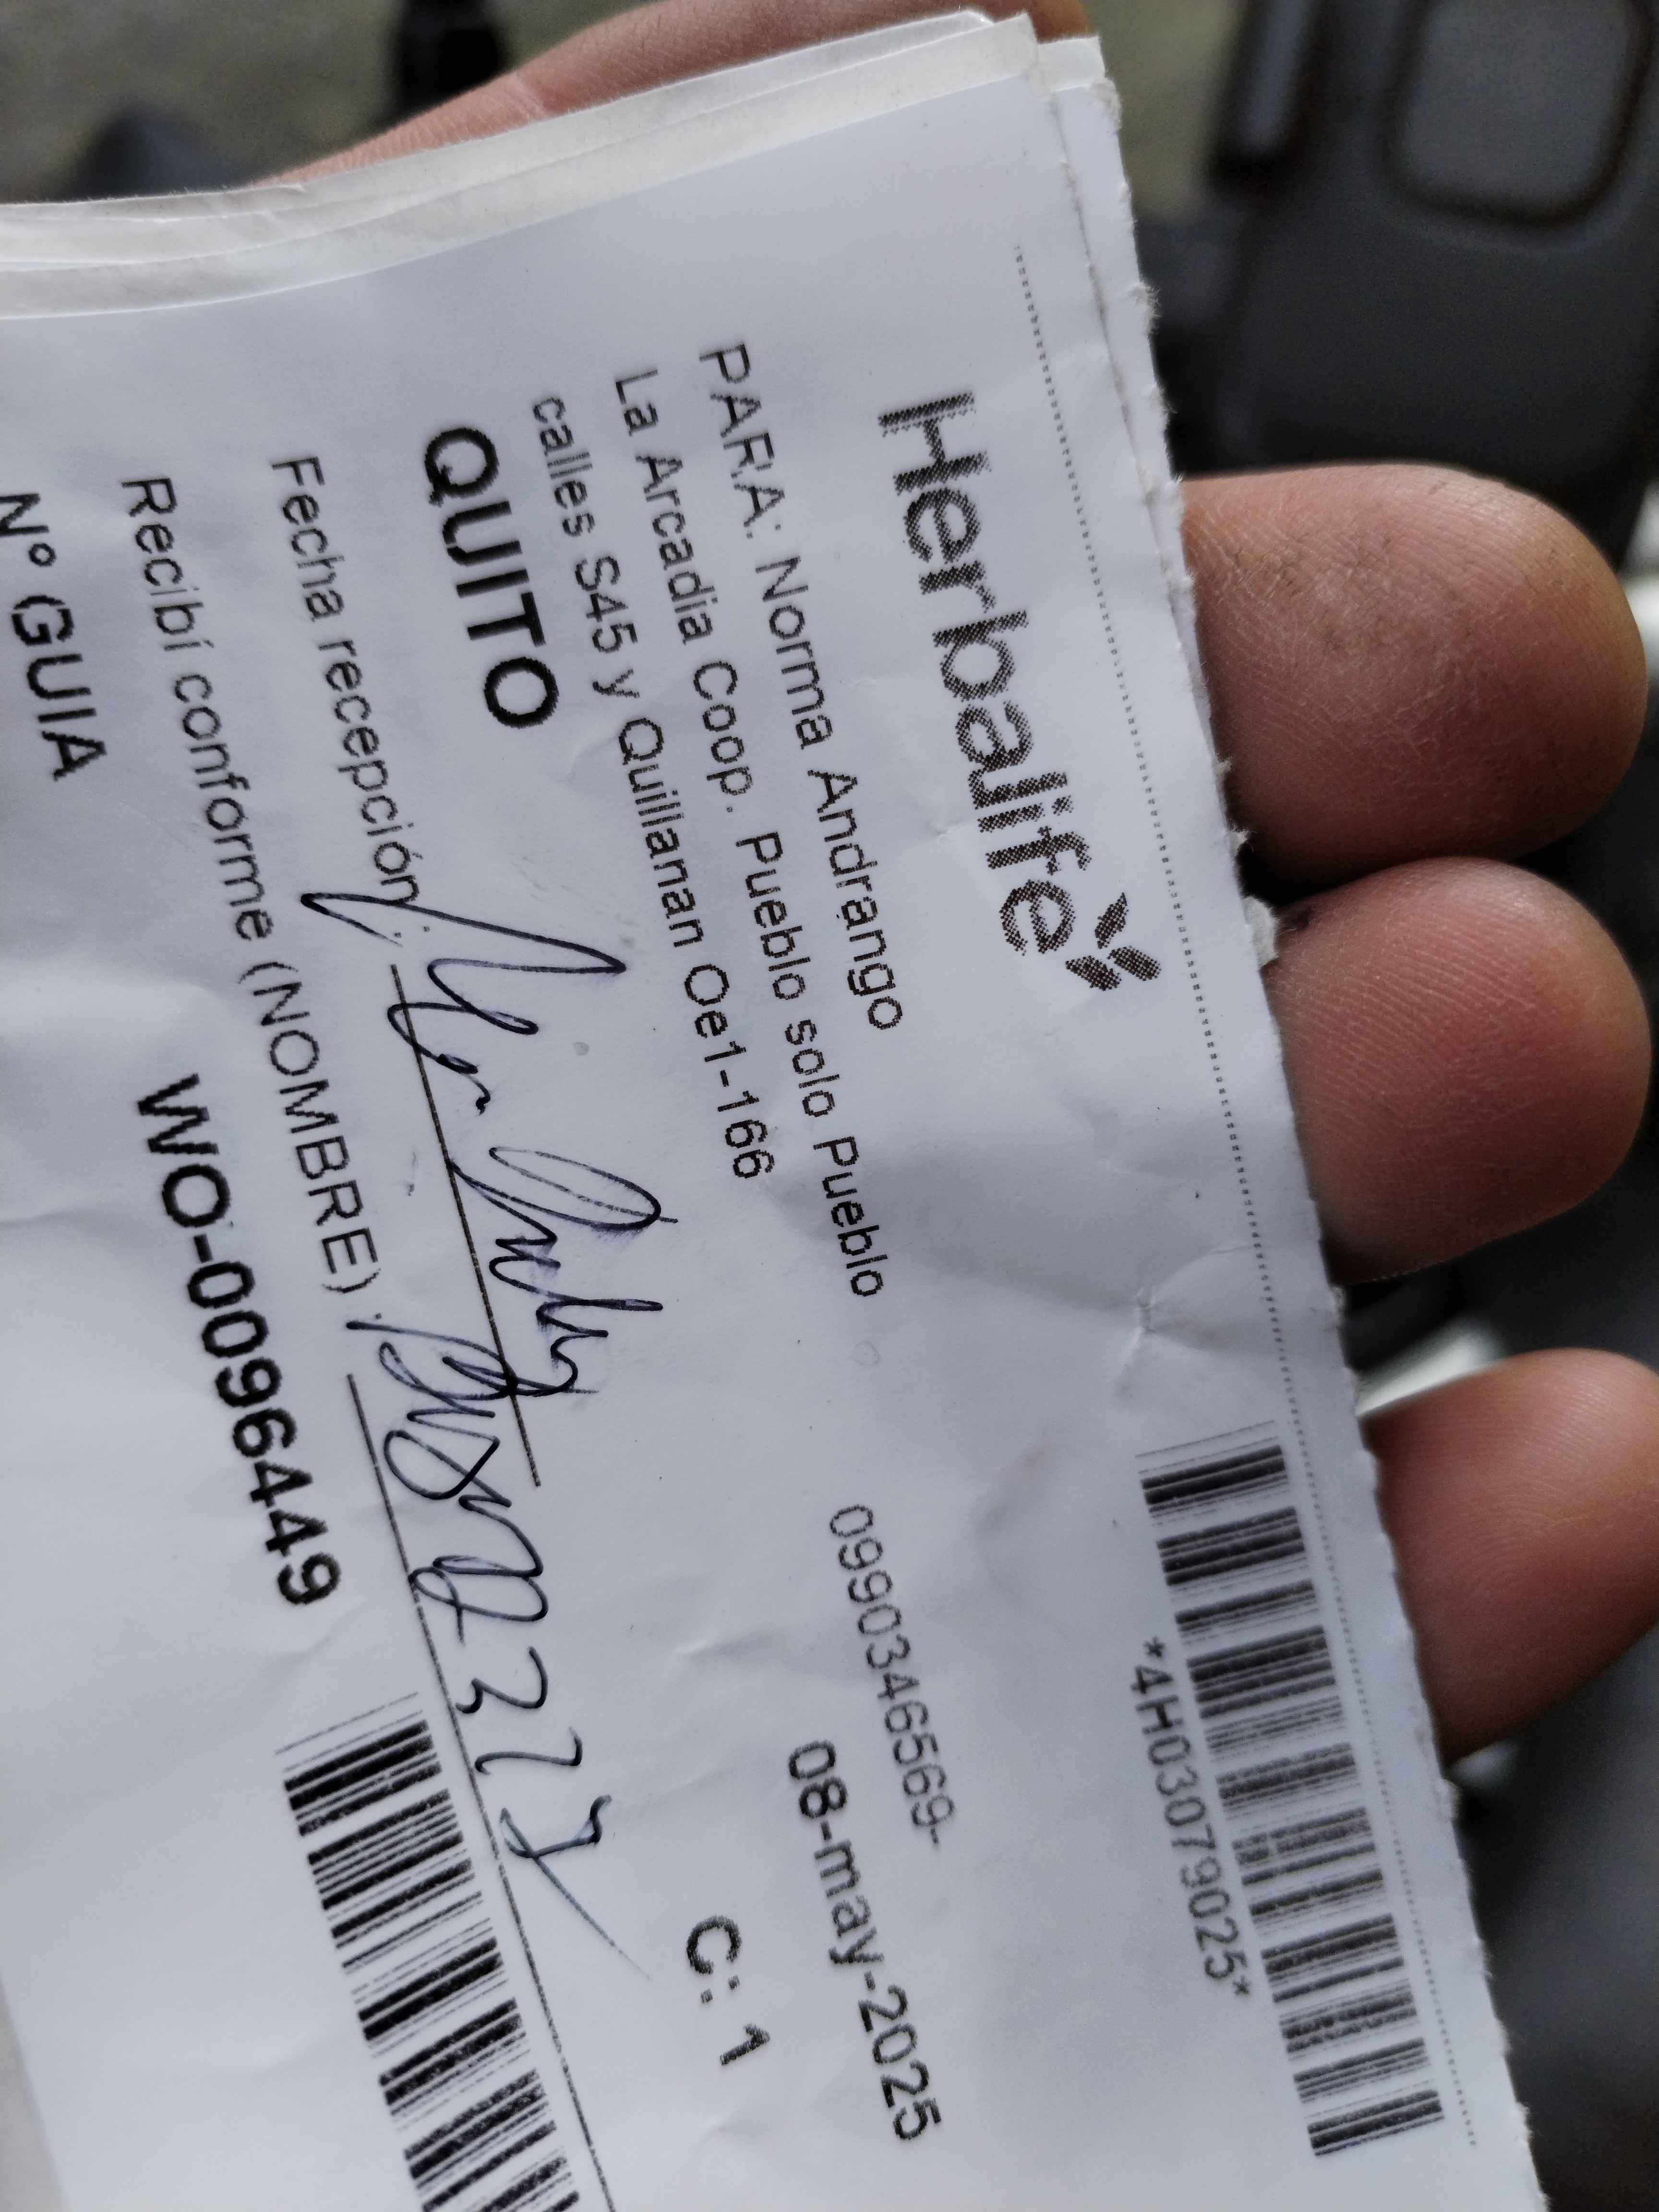 Herbalife
*4H03079025*
PARA: Norma Andrango
0990346569-
La Arcadia Coop. Pueblo solo Pueblo
08-may-2025
calles S45 y Quillanan Oe1-166
QUITO
C: 1
Fecha recepción:
Recibí conforme (NOMBRE) :
N° GUIA
WO-0096449